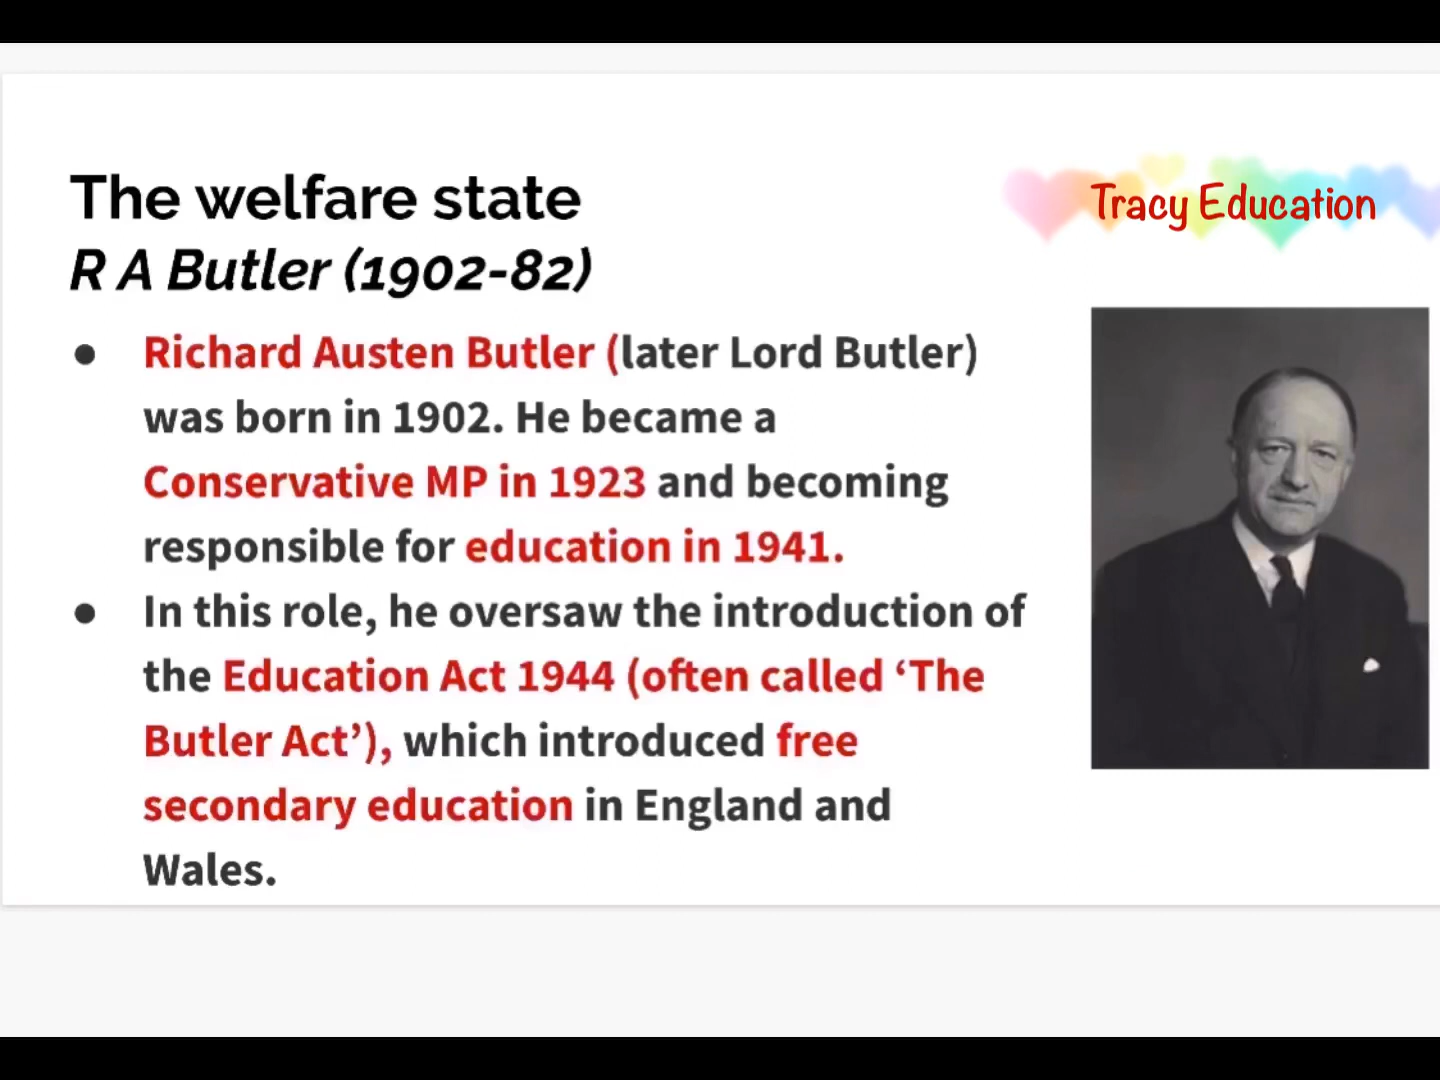 The welfare state
Tracy Education
R A Butler (1902-82)
● Richard Austen Butler (later Lord Butler)
was born in 1902. He became a
Conservative MP in 1923 and becoming
responsible for education in 1941.
● In this role, he oversaw the introduction of
the Education Act 1944 (often called ‘The
Butler Act’), which introduced free
secondary education in England and
Wales.